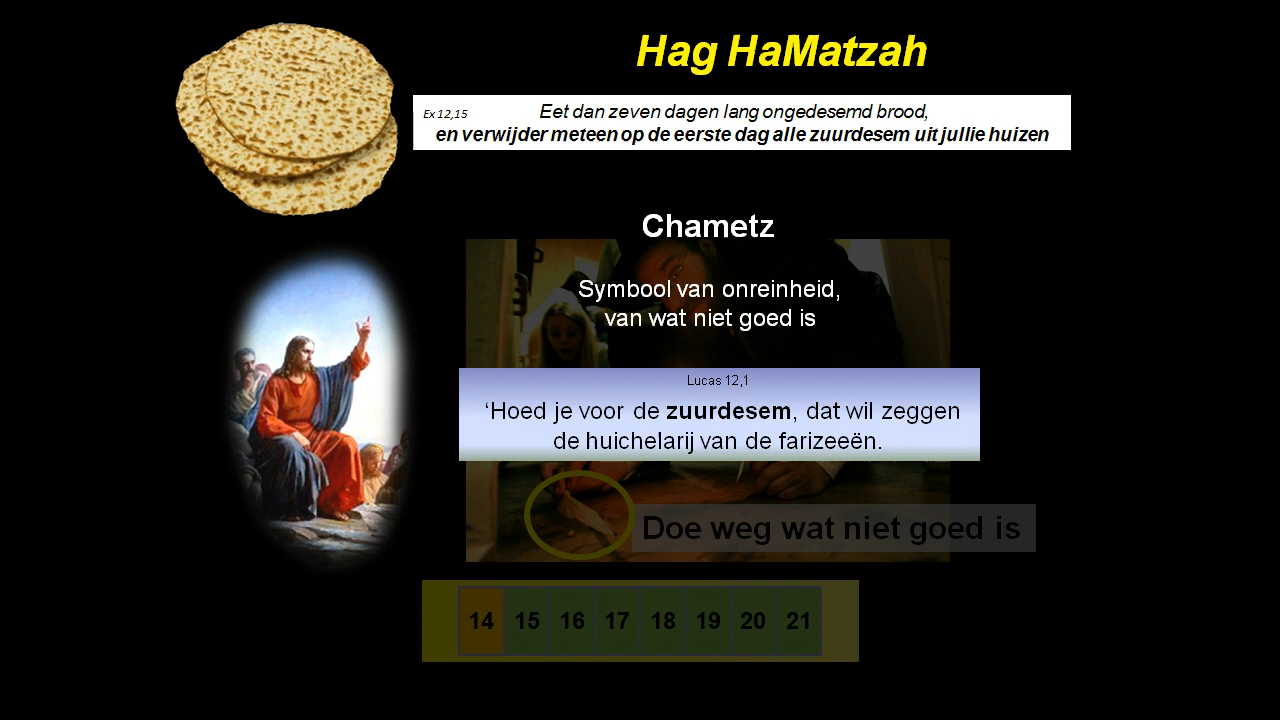 Hag HaMatzah
Ex 12,15
Eet dan zeven dagen lang ongedesemd brood,
en verwijder meteen op de eerste dag alle zuurdesem uit jullie huizen
Chametz
Symbool van onreinheid,
van wat niet goed is
Lucas 12,1
‘Hoed je voor de zuurdesem, dat wil zeggen
de huichelarij van de farizeeën.
Doe weg wat niet goed is
14 15 16 17 18 19 20 21